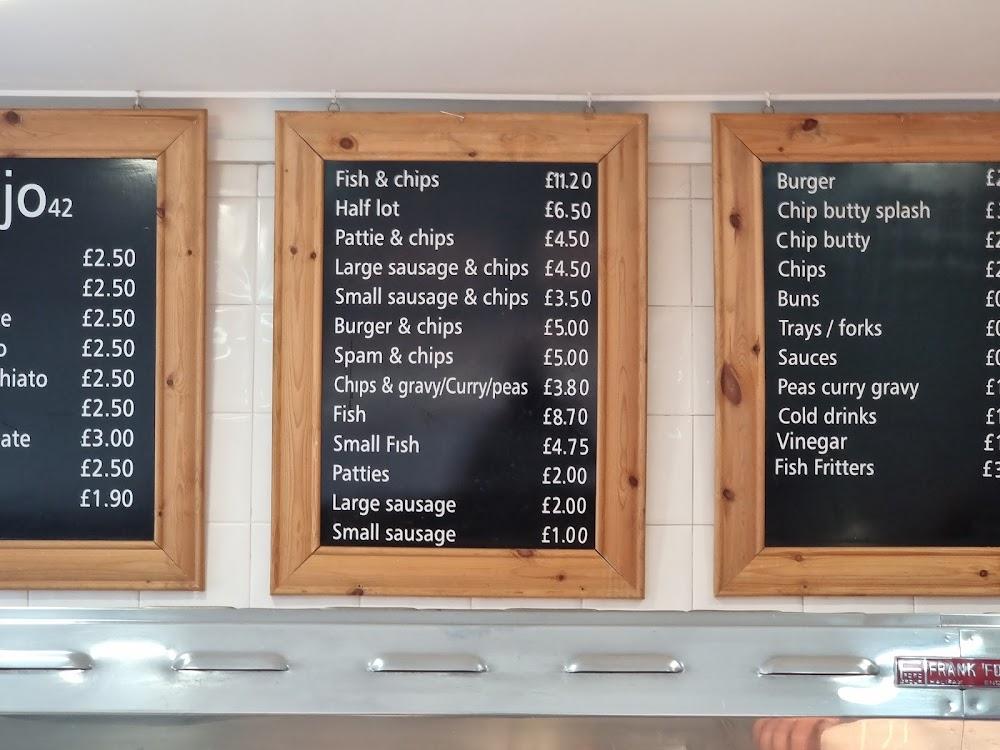 jo42
£2.50
£2.50
e £2.50
o £2.50
hiato £2.50
£2.50
ate £3.00
£2.50
£1.90
Fish & chips £11.20
Half lot £6.50
Pattie & chips £4.50
Large sausage & chips £4.50
Small sausage & chips £3.50
Burger & chips £5.00
Spam & chips £5.00
Chips & gravy/Curry/peas £3.80
Fish £8.70
Small Fish £4.75
Patties £2.00
Large sausage £2.00
Small sausage £1.00
Burger £
Chip butty splash £
Chip butty £
Chips £
Buns £
Trays / forks £
Sauces £
Peas curry gravy £
Cold drinks £
Vinegar £
Fish Fritters £
FRANK